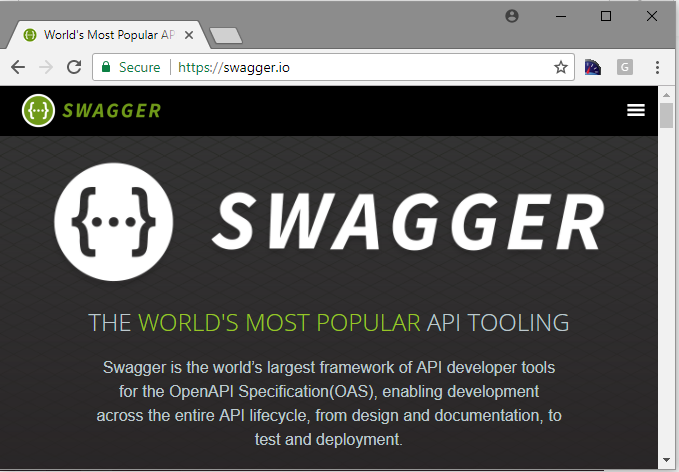 World's Most Popular AP
Secure
https://swagger.io
G
{···} SWAGGER
{···} SWAGGER
THE WORLD'S MOST POPULAR API TOOLING
Swagger is the world's largest framework of API developer tools
for the OpenAPI Specification(OAS), enabling development
across the entire API lifecycle, from design and documentation, to
test and deployment.